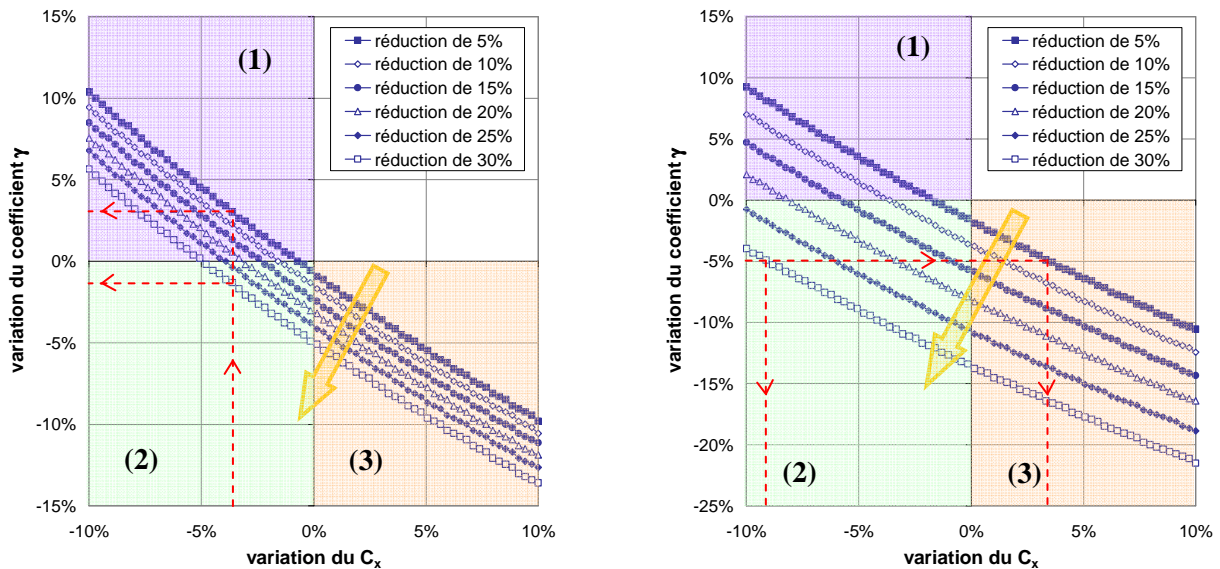 15%
10%
5%
0%
-5%
-10%
-15%
-10%
-5%
0%
5%
10%
variation du coefficient γ
variation du Cx
(1)
(2)
(3)
réduction de 5%
réduction de 10%
réduction de 15%
réduction de 20%
réduction de 25%
réduction de 30%
15%
10%
5%
0%
-5%
-10%
-15%
-20%
-25%
-10%
-5%
0%
5%
10%
variation du coefficient γ
variation du Cx
(1)
(2)
(3)
réduction de 5%
réduction de 10%
réduction de 15%
réduction de 20%
réduction de 25%
réduction de 30%